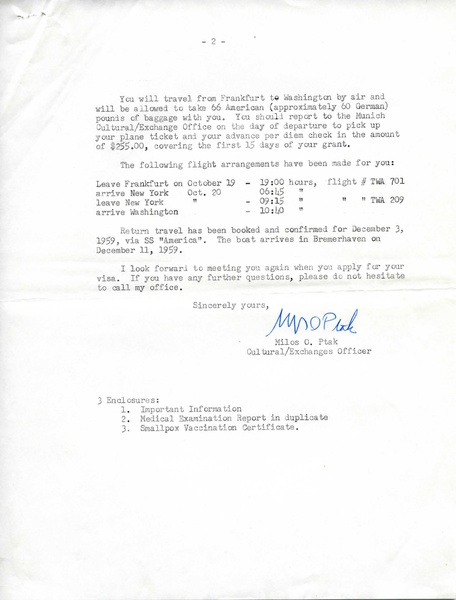 - 2 -
You will travel from Frankfurt to Washington by air and
will be allowed to take 66 American (approximately 60 German)
pounds of baggage with you. You should report to the Munich
Cultural/Exchange Office on the day of departure to pick up
your plane ticket and your advance per diem check in the amount
of $255.00, covering the first 15 days of your grant.
The following flight arrangements have been made for you:
Leave Frankfurt on October 19 - 19:00 hours, flight # TWA 701
arrive New York Oct. 20 06:45 "
leave New York " - 09:15 " " " TWA 209
arrive Washington - 10:40 "
Return travel has been booked and confirmed for December 3,
1959, via SS "America". The boat arrives in Bremerhaven on
December 11, 1959.
I look forward to meeting you again when you apply for your
visa. If you have any further questions, please do not hesitate
to call my office.
Sincerely yours,
Milos O. Ptak
Milos O. Ptak
Cultural/Exchanges Officer
3 Enclosures:
1. Important Information
2. Medical Examination Report in duplicate
3. Smallpox Vaccination Certificate.